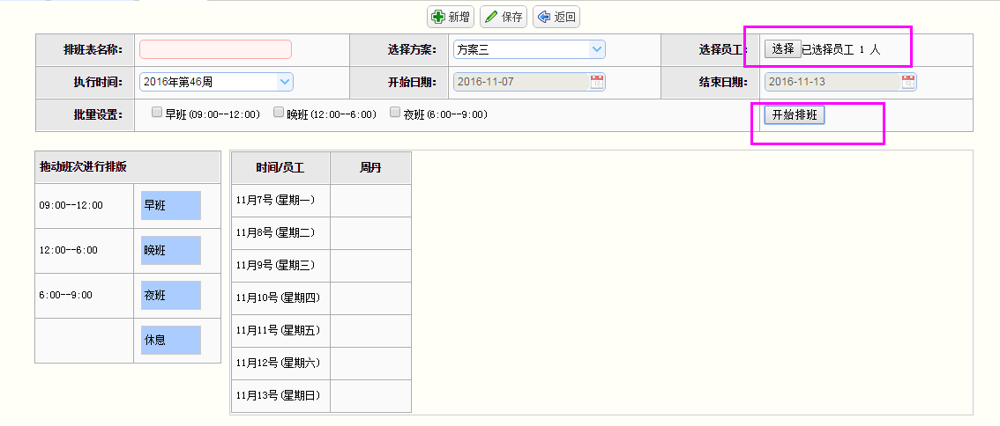 新增 保存 返回
排班表名称: 选择方案: 方案三 选择员工: 选择 已选择员工 1 人
执行时间: 2016年第46周 开始日期: 2016-11-07 结束日期: 2016-11-13
批量设置: 早班(09:00--12:00) 晚班(12:00--6:00) 夜班(6:00--9:00) 开始排班
拖动班次进行排版
09:00--12:00 早班
12:00--6:00 晚班
6:00--9:00 夜班
休息
时间/员工 周丹
11月7号(星期一)
11月8号(星期二)
11月9号(星期三)
11月10号(星期四)
11月11号(星期五)
11月12号(星期六)
11月13号(星期日)